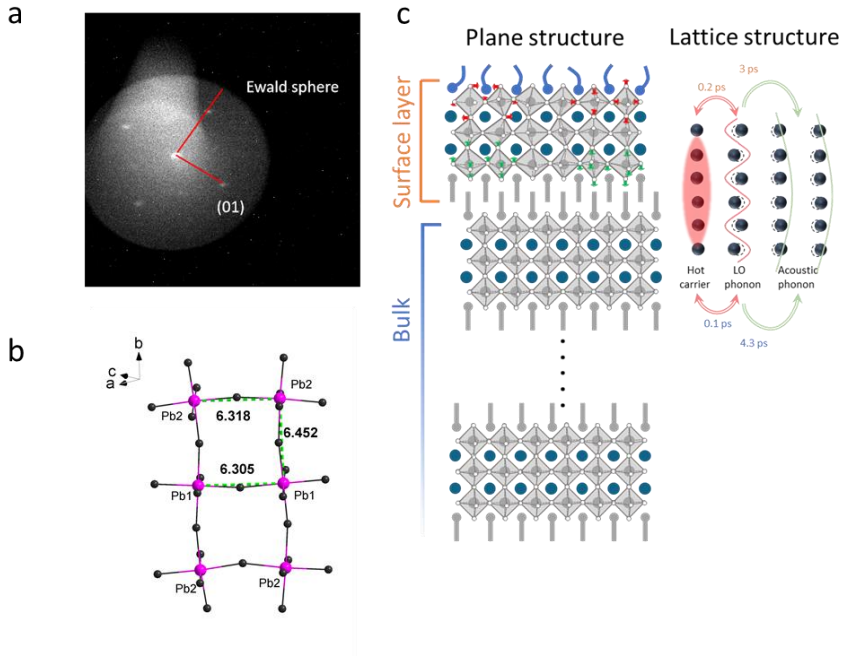 a
Ewald sphere
(01)
b
b
c
a
Pb2
Pb2
6.318
6.452
6.305
Pb1
Pb1
Pb2
Pb2
c
Plane structure
Lattice structure
Surface layer
Bulk
0.2 ps
3 ps
Hot
carrier
LO
phonon
Acoustic
phonon
0.1 ps
4.3 ps